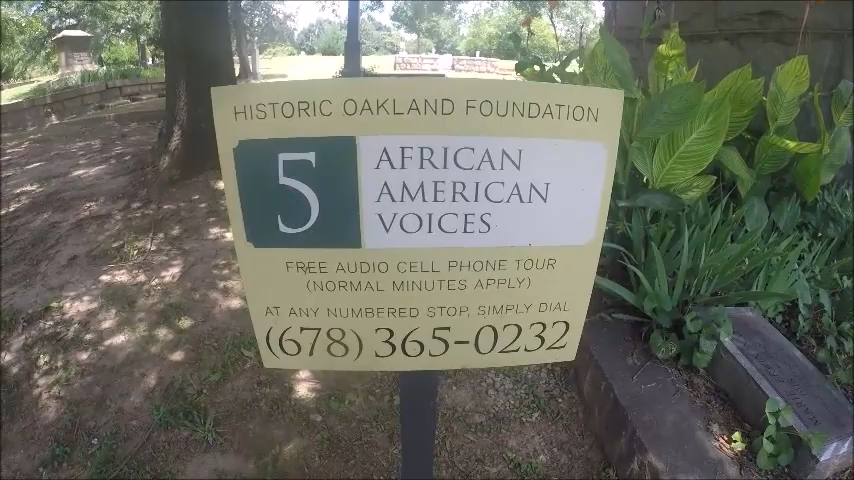 HISTORIC OAKLAND FOUNDATION
5
AFRICAN
AMERICAN
VOICES
FREE AUDIO CELL PHONE TOUR
(NORMAL MINUTES APPLY)
AT ANY NUMBERED STOP, SIMPLY DIAL
(678) 365-0232